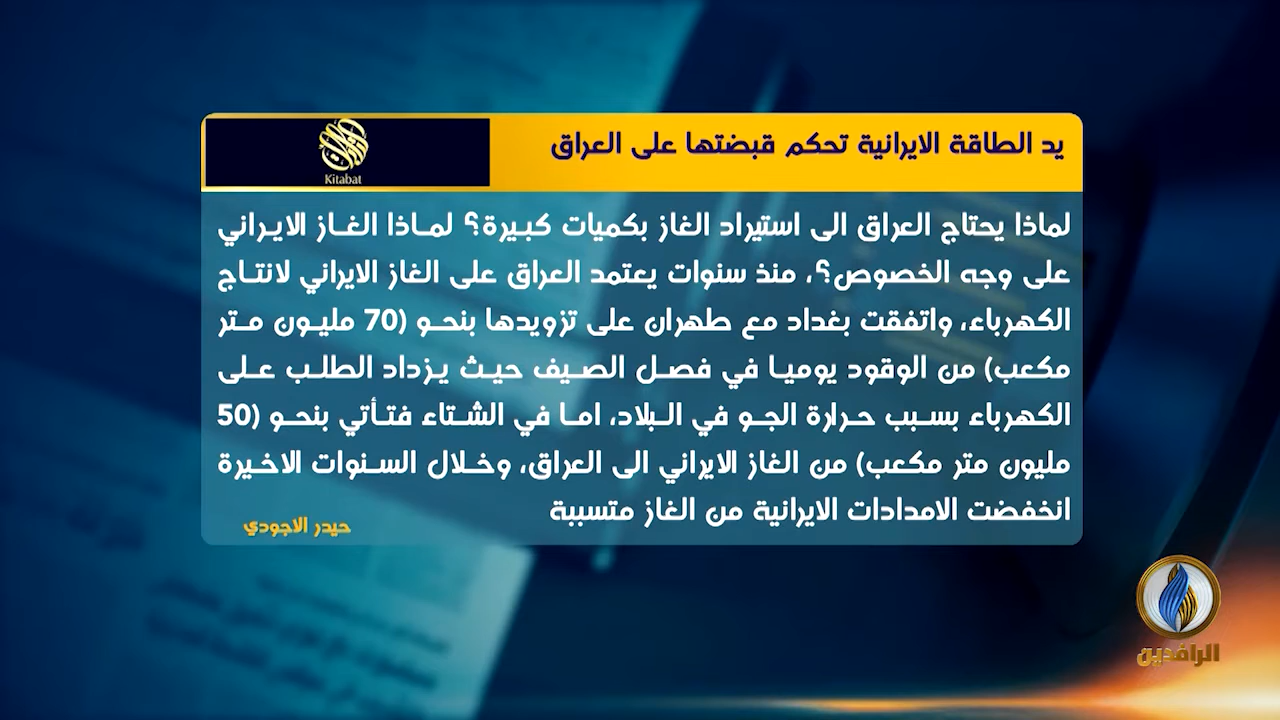 يد الطاقة الايرانية تحكم قبضتها على العراق
Kitabat
لماذا يحتاج العراق الى استيراد الغاز بكميات كبيرة؟ لماذا الغاز الايراني
على وجه الخصوص؟، منذ سنوات يعتمد العراق على الغاز الايراني لانتاج
الكهرباء، واتفقت بغداد مع طهران على تزويدها بنحو (70 مليون متر
مكعب) من الوقود يوميا في فصل الصيف حيث يزداد الطلب على
الكهرباء بسبب حرارة الجو في البلاد، اما في الشتاء فتأتي بنحو (50
مليون متر مكعب) من الغاز الايراني الى العراق، وخلال السنوات الاخيرة
انخفضت الامدادات الايرانية من الغاز متسببة
حيدر الاجودي
الرافدين